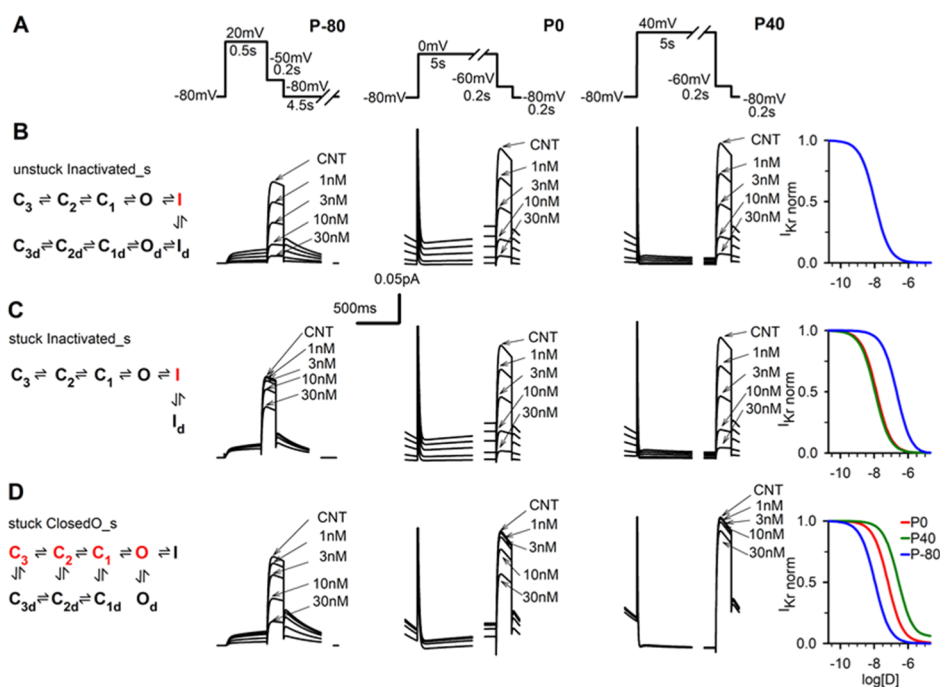 A
P-80
P0
P40
20mV
0.5s
-50mV
0.2s
-80mV
-80mV
4.5s
0mV
5s
-60mV
-80mV
0.2s
-80mV
0.2s
40mV
5s
-60mV
-80mV
0.2s
-80mV
0.2s
B
unstuck Inactivated_s
C3 ⇌ C2 ⇌ C1 ⇌ O ⇌ I
⇌
C3d ⇌ C2d ⇌ C1d ⇌ Od ⇌ Id
CNT
1nM
3nM
10nM
30nM
CNT
1nM
3nM
10nM
30nM
CNT
1nM
3nM
10nM
30nM
IKr norm
1.0
0.5
0.0
-10 -8 -6
0.05pA
500ms
C
stuck Inactivated_s
C3 ⇌ C2 ⇌ C1 ⇌ O ⇌ I
⇌
Id
CNT
1nM
3nM
10nM
30nM
CNT
1nM
3nM
10nM
30nM
CNT
1nM
3nM
10nM
30nM
IKr norm
1.0
0.5
0.0
-10 -8 -6
D
stuck ClosedO_s
C3 ⇌ C2 ⇌ C1 ⇌ O ⇌ I
⇌ ⇌ ⇌ ⇌
C3d ⇌ C2d ⇌ C1d Od
CNT
1nM
3nM
10nM
30nM
CNT
1nM
3nM
10nM
30nM
CNT
1nM
3nM
10nM
30nM
IKr norm
1.0
0.5
0.0
P0
P40
P-80
-10 -8 -6
log[D]